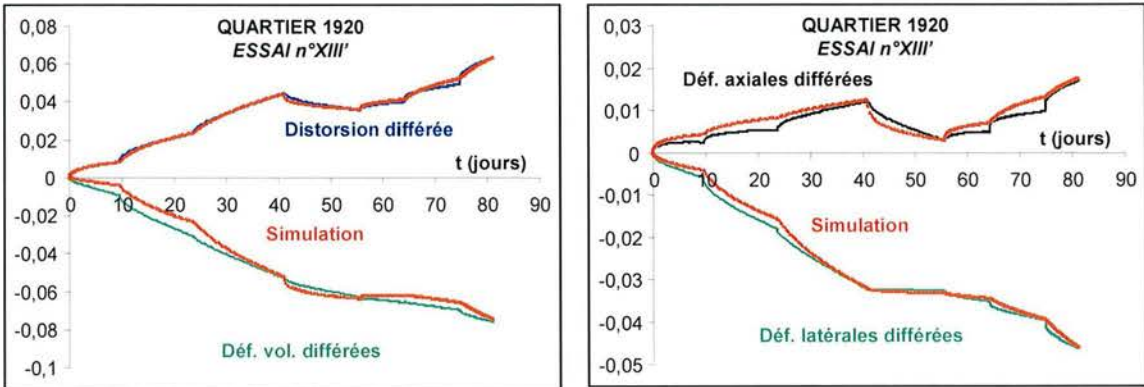 QUARTIER 1920
ESSAI n°XIII'
0,08
0,06
0,04
0,02
0
-0,02
-0,04
-0,06
-0,08
-0,1
Distorsion différée
t (jours)
0 10 20 30 40 50 60 70 80 90
Simulation
Déf. vol. différées
QUARTIER 1920
ESSAI n°XIII'
0,03
0,02
0,01
0
-0,01
-0,02
-0,03
-0,04
-0,05
Déf. axiales différées
t (jours)
0 10 20 30 40 50 60 70 80 90
Simulation
Déf. latérales différées